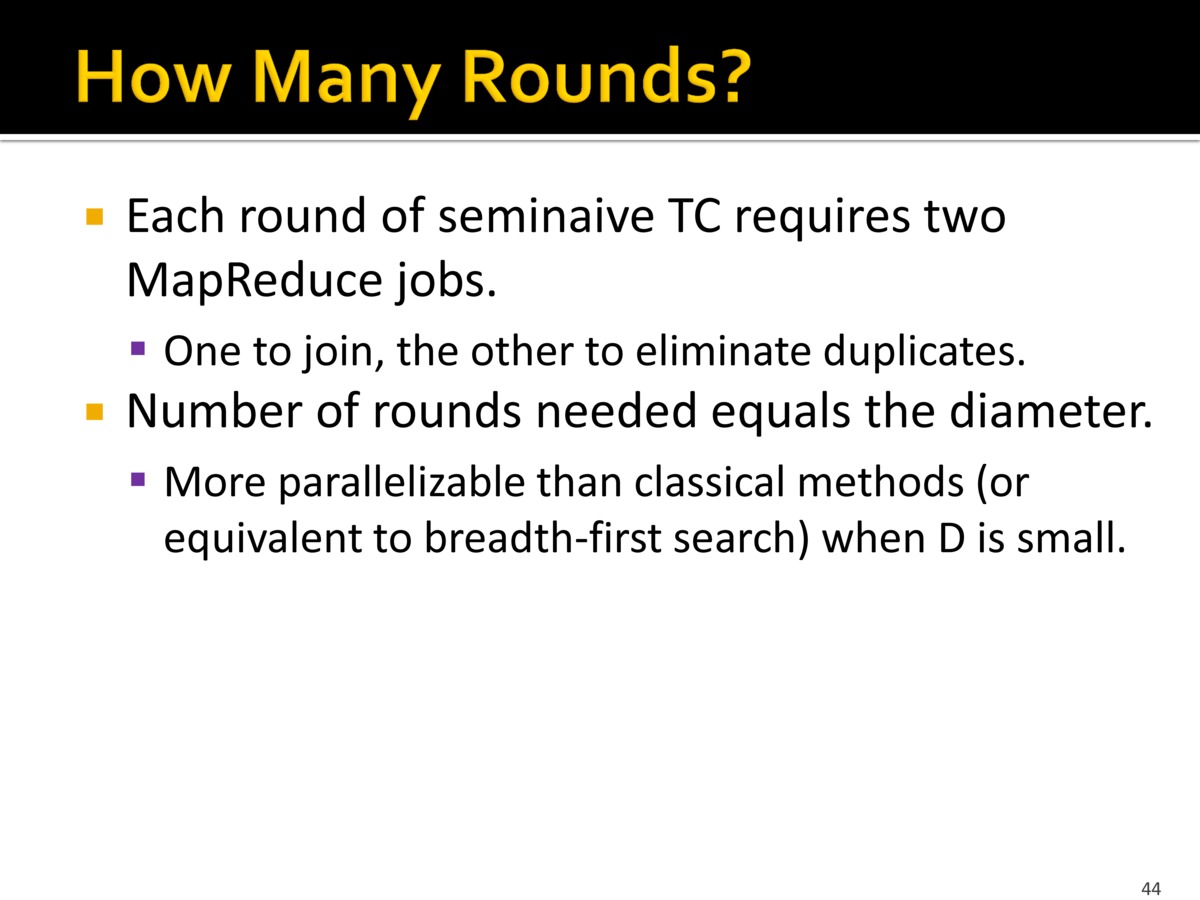 How Many Rounds?
Each round of seminaive TC requires two
MapReduce jobs.
One to join, the other to eliminate duplicates.
Number of rounds needed equals the diameter.
More parallelizable than classical methods (or
equivalent to breadth-first search) when D is small.
44